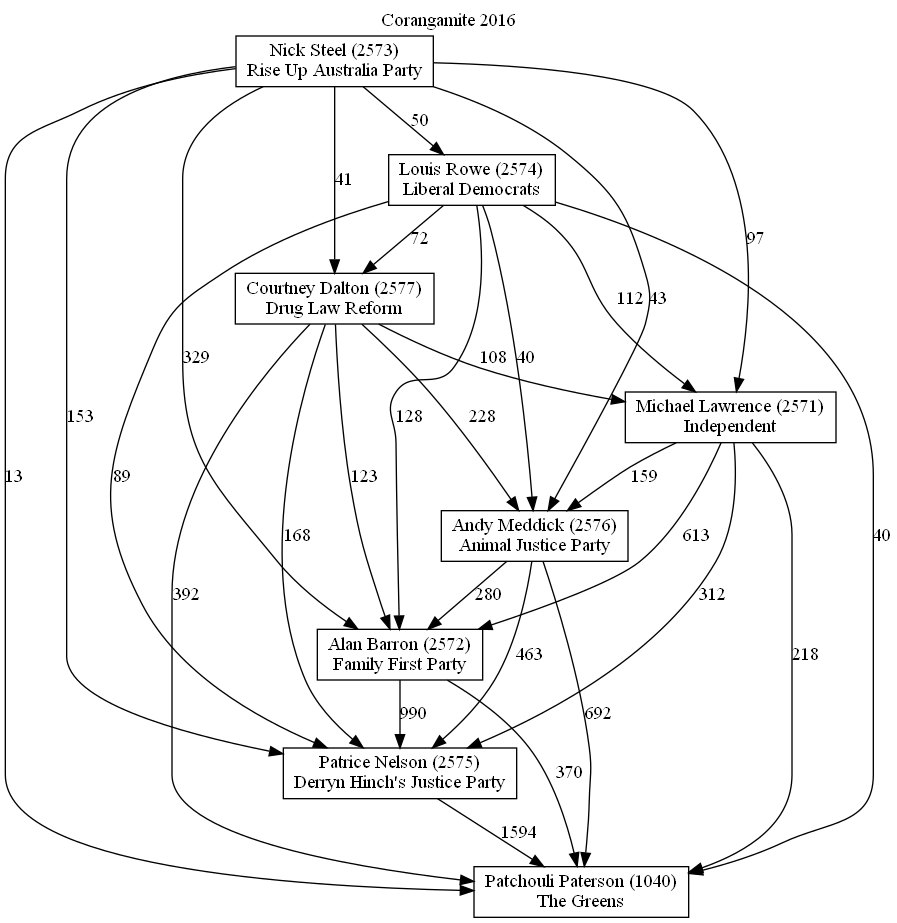 Corangamite 2016
Nick Steel (2573)
Rise Up Australia Party
50
Louis Rowe (2574)
Liberal Democrats
41
72
97
Courtney Dalton (2577)
Drug Law Reform
112
43
329
108
40
153
128
228
Michael Lawrence (2571)
Independent
13
89
123
159
168
Andy Meddick (2576)
Animal Justice Party
613
40
392
280
312
Alan Barron (2572)
Family First Party
463
218
990
692
Patrice Nelson (2575)
Derryn Hinch's Justice Party
370
1594
Patchouli Paterson (1040)
The Greens